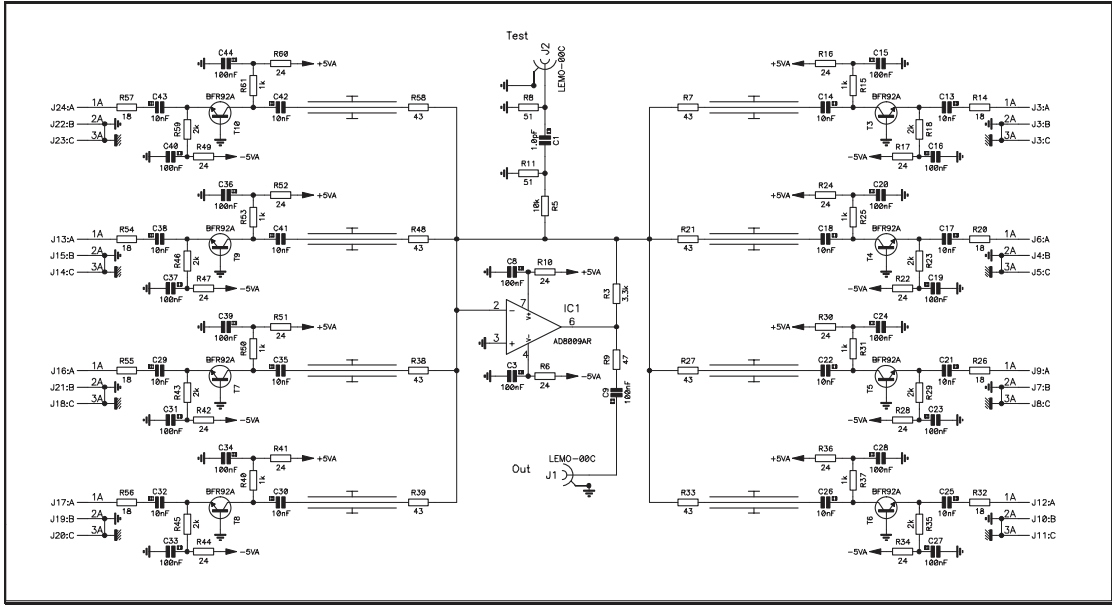 Test
J2
LEMO-00C
R8
51
C1
1.0pF
R11
51
R5
10k
C44
100nF
R60
24
+5VA
R61
1k
J24:A
1A
R57
18
C43
10nF
BFR92A
T10
C42
10nF
R58
43
J22:B
2A
J23:C
3A
R59
2k
C40
100nF
R49
24
-5VA
C36
100nF
R52
24
+5VA
R53
1k
J13:A
1A
R54
18
C38
10nF
BFR92A
T9
C41
10nF
R48
43
J15:B
2A
J14:C
3A
R46
2k
C37
100nF
R47
24
-5VA
C39
100nF
R51
24
+5VA
R50
1k
J16:A
1A
R55
18
C29
10nF
BFR92A
T7
C35
10nF
R38
43
J21:B
2A
J18:C
3A
R43
2k
C31
100nF
R42
24
-5VA
C34
100nF
R41
24
+5VA
R40
1k
J17:A
1A
R56
18
C32
10nF
BFR92A
T8
C30
10nF
R39
43
J19:B
2A
J20:C
3A
R45
2k
C33
100nF
R44
24
-5VA
C8
100nF
R10
24
+5VA
IC1
2
3
7
V+
V-
4
6
AD8009AR
C3
100nF
R6
24
-5VA
R3
3.3k
R9
47
C9
100nF
Out
LEMO-00C
J1
R16
24
+5VA
C15
100nF
R15
1k
R7
43
C14
10nF
BFR92A
T3
C13
10nF
R14
18
1A
J3:A
2A
J3:B
3A
J3:C
R18
2k
-5VA
R17
24
C16
100nF
R24
24
+5VA
C20
100nF
R25
1k
R21
43
C18
10nF
BFR92A
T4
C17
10nF
R20
18
1A
J6:A
2A
J4:B
3A
J5:C
R23
2k
-5VA
R22
24
C19
100nF
R30
24
+5VA
C24
100nF
R31
1k
R27
43
C22
10nF
BFR92A
T5
C21
10nF
R26
18
1A
J9:A
2A
J7:B
3A
J8:C
R29
2k
-5VA
R28
24
C23
100nF
R36
24
+5VA
C28
100nF
R37
1k
R33
43
C26
10nF
BFR92A
T6
C25
10nF
R32
18
1A
J12:A
2A
J10:B
3A
J11:C
R35
2k
-5VA
R34
24
C27
100nF